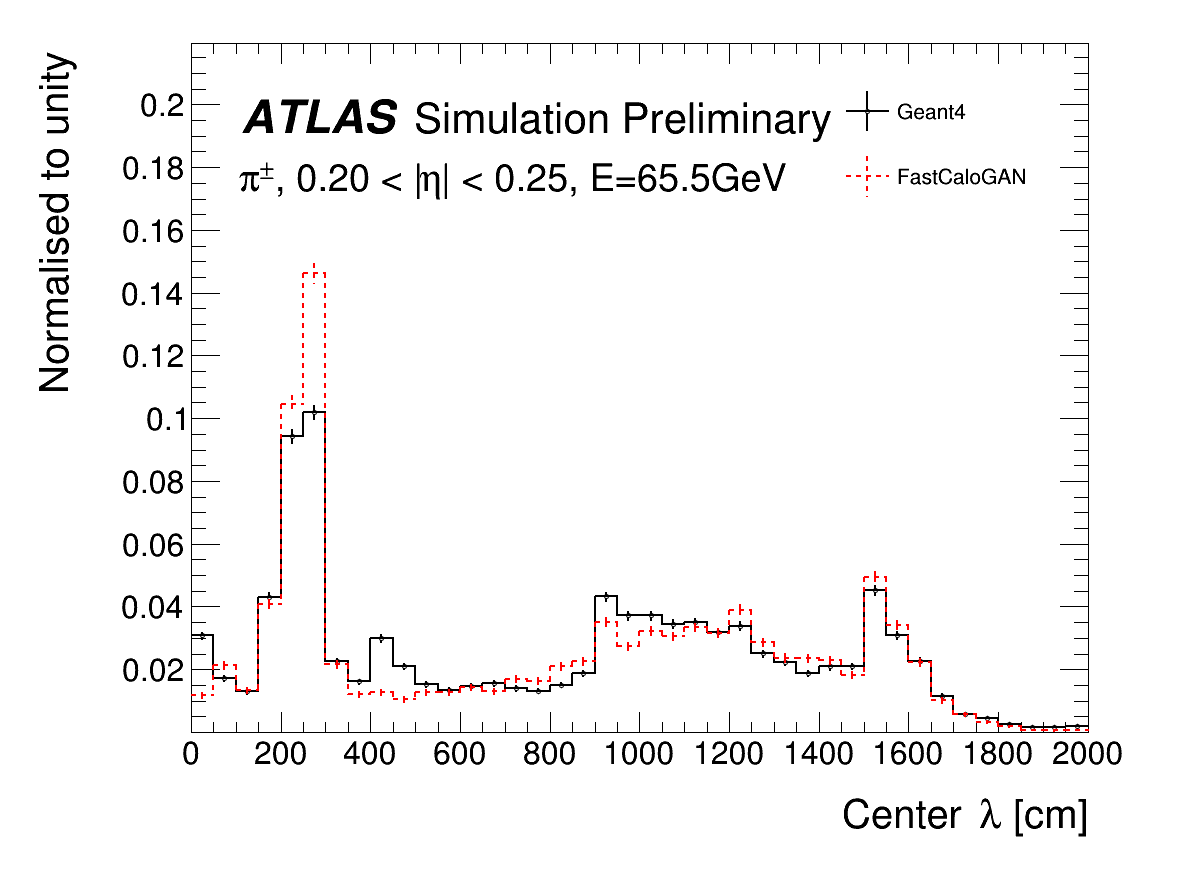 Normalised to unity
ATLAS Simulation Preliminary
π±, 0.20 < |η| < 0.25, E=65.5GeV
Geant4
FastCaloGAN
0.2
0.18
0.16
0.14
0.12
0.1
0.08
0.06
0.04
0.02
0 200 400 600 800 1000 1200 1400 1600 1800 2000
Center λ [cm]